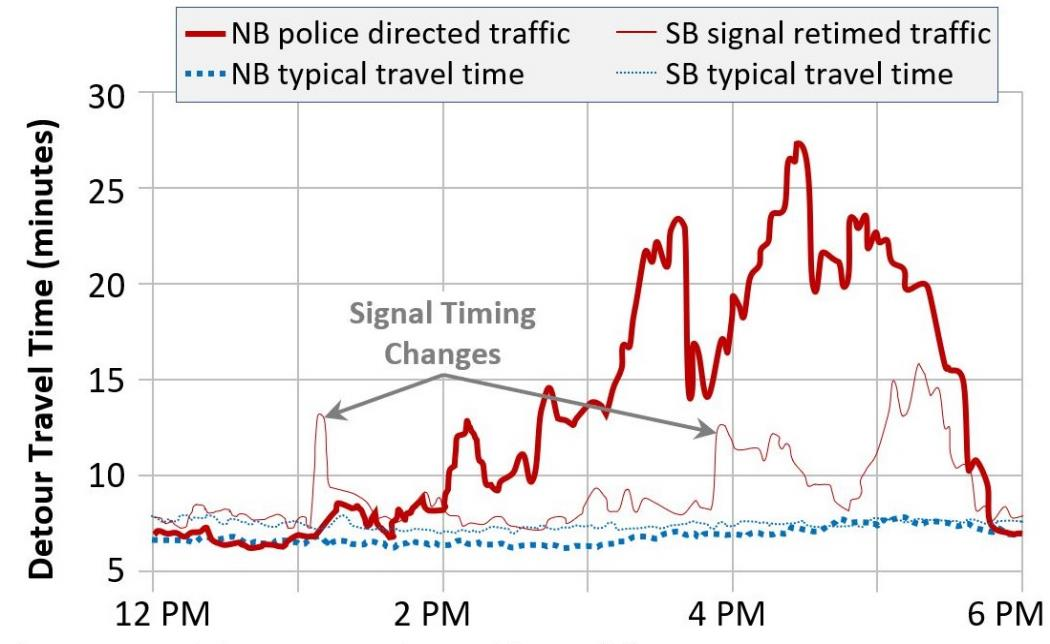 NB police directed traffic
SB signal retimed traffic
NB typical travel time
SB typical travel time
Detour Travel Time (minutes)
30
25
20
15
10
5
Signal Timing
Changes
12 PM
2 PM
4 PM
6 PM